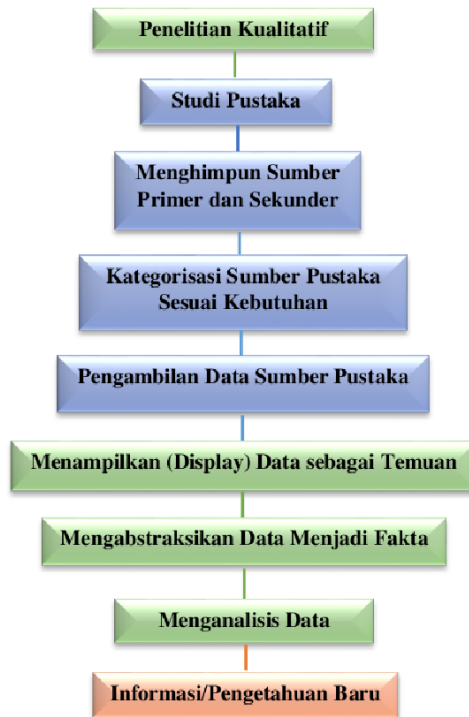 Penelitian Kualitatif
Studi Pustaka
Menghimpun Sumber
Primer dan Sekunder
Kategorisasi Sumber Pustaka
Sesuai Kebutuhan
Pengambilan Data Sumber Pustaka
Menampilkan (Display) Data sebagai Temuan
Mengabstraksikan Data Menjadi Fakta
Menganalisis Data
Informasi/Pengetahuan Baru